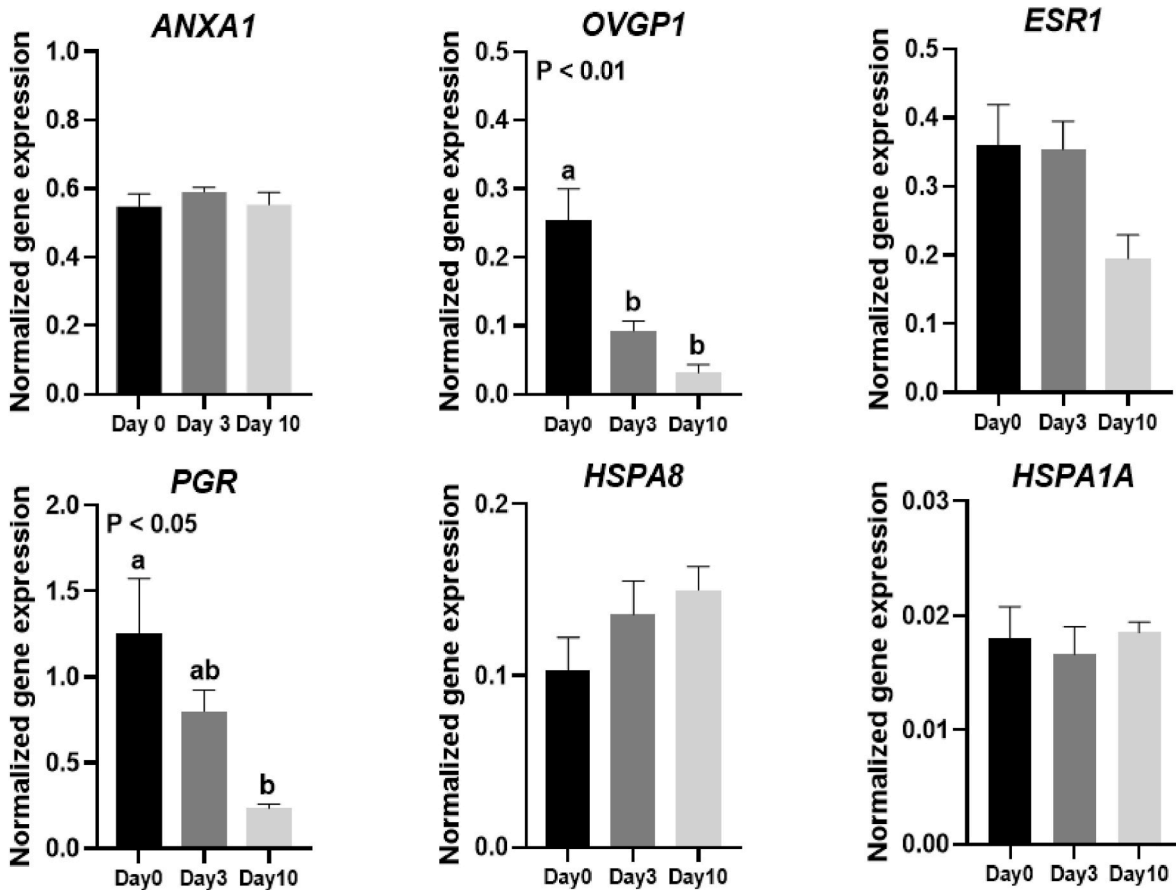 ANXA1
Normalized gene expression
1.0
0.8
0.6
0.4
0.2
0.0
Day 0 Day 3 Day 10
OVGP1
Normalized gene expression
0.5
0.4
0.3
0.2
0.1
0.0
P < 0.01
a
b
b
Day0 Day3 Day10
ESR1
Normalized gene expression
0.5
0.4
0.3
0.2
0.1
0.0
Day0 Day3 Day10
PGR
Normalized gene expression
2.0
1.5
1.0
0.5
0.0
P < 0.05
a
ab
b
Day0 Day3 Day10
HSPA8
Normalized gene expression
0.2
0.1
0.0
Day0 Day3 Day10
HSPA1A
Normalized gene expression
0.03
0.02
0.01
0.00
Day0 Day3 Day10